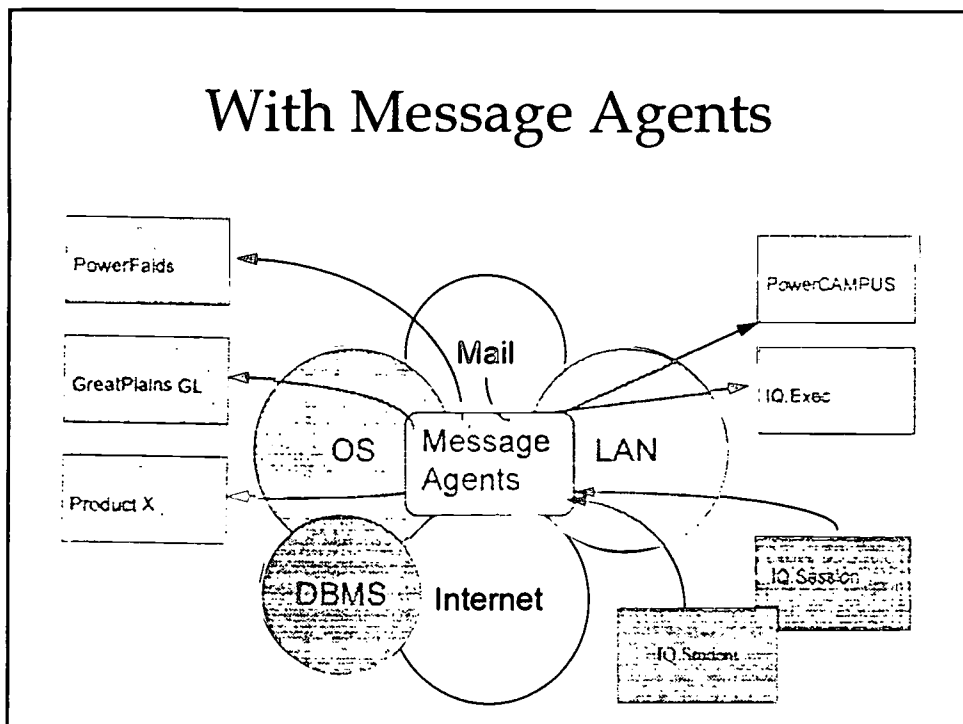 With Message Agents
PowerFaids
PowerCAMPUS
Mail
GreatPlains GL
IQ.Exec
OS
Message
Agents
LAN
Product X
IQ.Session
DBMS
Internet
IQ.Student